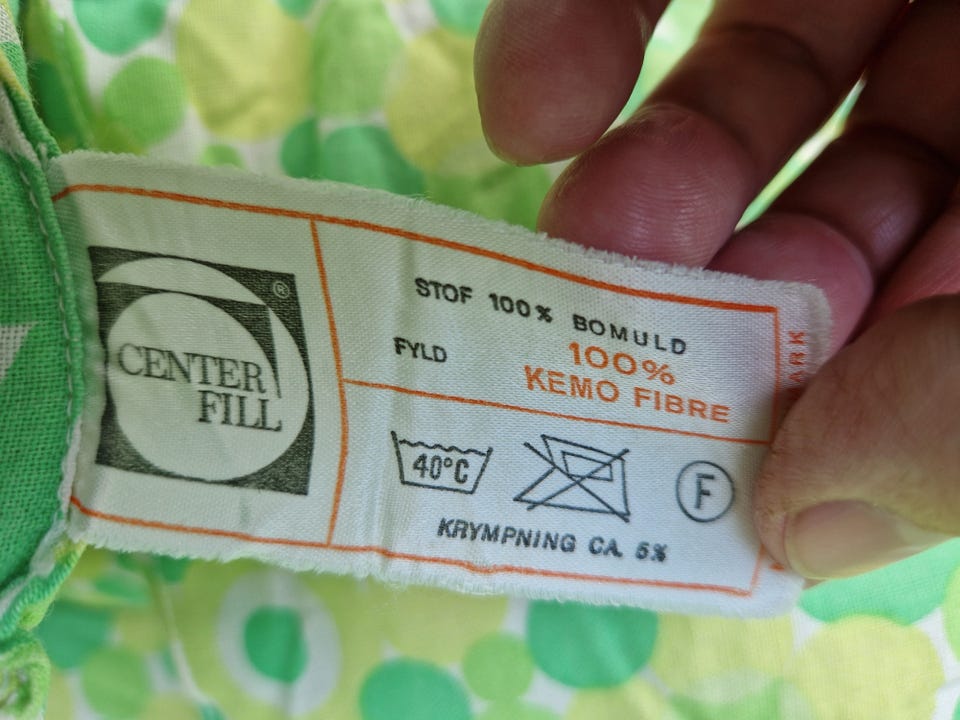 CENTER
FILL
®
STOF 100% BOMULD
FYLD 100%
KEMO FIBRE
40°C
F
KRYMPNING CA. 5%